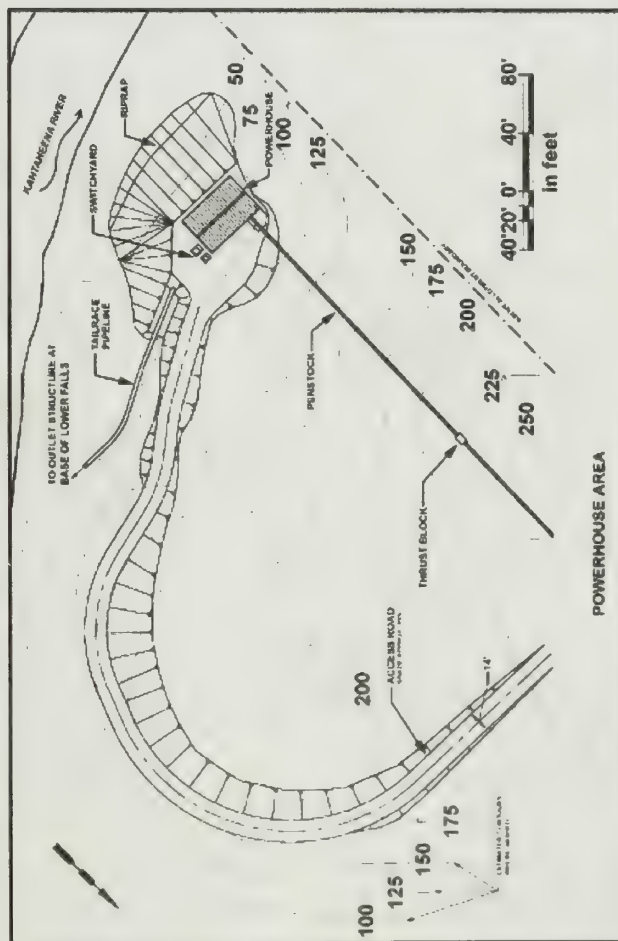 KANTAHEENA RIVER
RIPRAP
SWITCHYARD
TAILRACE
PIPELINE
TO OUTLET STRUCTURE AT
BASE OF LOWER FALLS
50
75
100
POWERHOUSE
125
150
175
200
225
250
PENSTOCK
THRUST BLOCK
200
ACCESS ROAD
14'
175
150
125
100
40'20' 0' 40' 80'
in feet
POWERHOUSE AREA